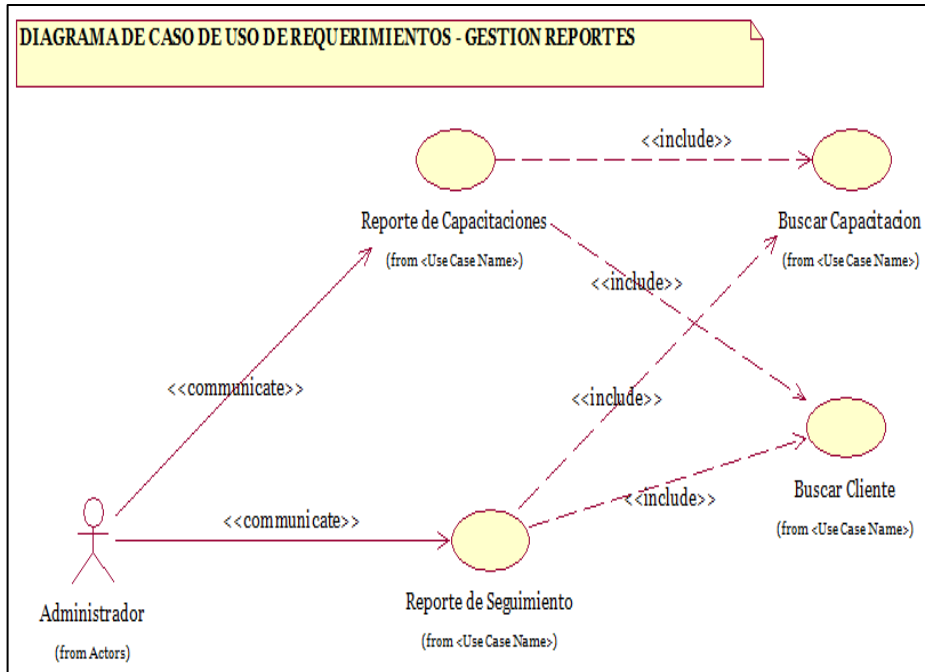 DIAGRAMA DE CASO DE USO DE REQUERIMIENTOS - GESTION REPORTES
<<include>>
Reporte de Capacitaciones
(from <Use Case Name>)
Buscar Capacitacion
(from <Use Case Name>)
<<include>>
<<communicate>>
<<include>>
Buscar Cliente
(from <Use Case Name>)
<<include>>
<<communicate>>
Administrador
(from Actors)
Reporte de Seguimiento
(from <Use Case Name>)